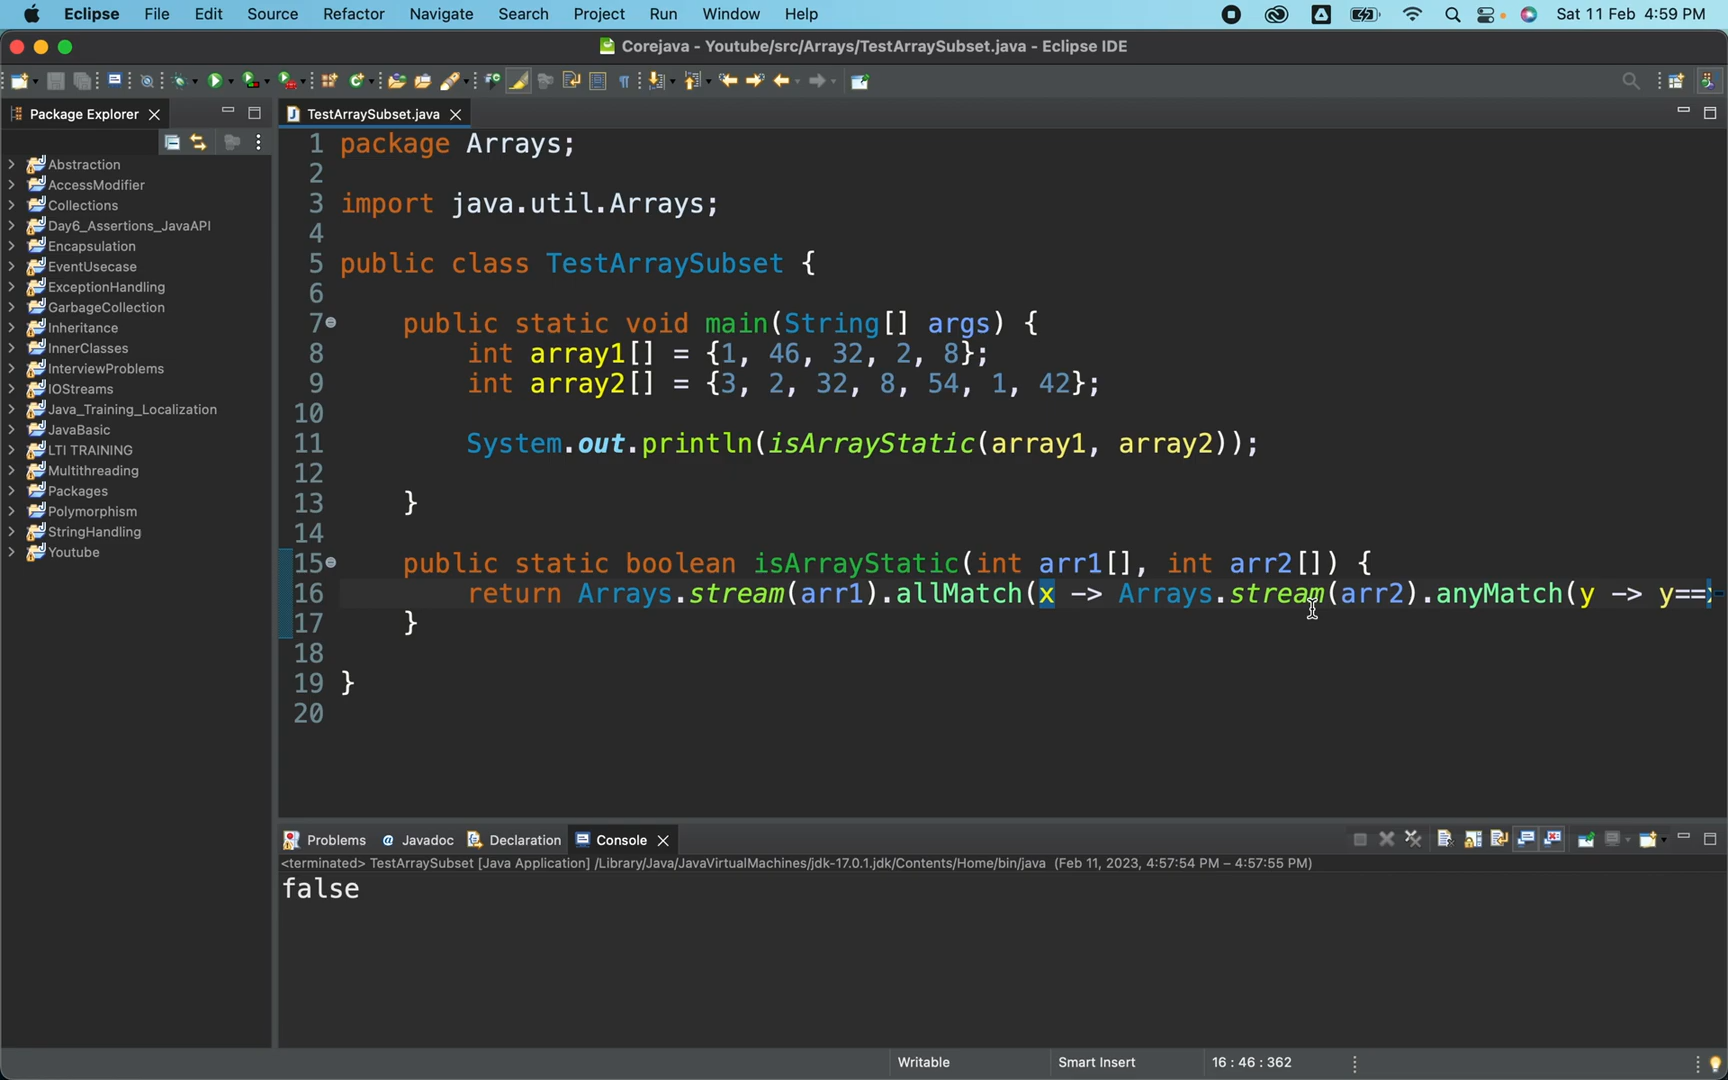 Eclipse File Edit Source Refactor Navigate Search Project Run Window Help Sat 11 Feb 4:59 PM
Corejava - Youtube/src/Arrays/TestArraySubset.java - Eclipse IDE
Package Explorer
Abstraction
AccessModifier
Collections
Day6_Assertions_JavaAPI
Encapsulation
EventUsecase
ExceptionHandling
GarbageCollection
Inheritance
InnerClasses
InterviewProblems
IOStreams
Java_Training_Localization
JavaBasic
LTI TRAINING
Multithreading
Packages
Polymorphism
StringHandling
Youtube
TestArraySubset.java
1 package Arrays;
2
3 import java.util.Arrays;
4
5 public class TestArraySubset {
6
7 public static void main(String[] args) {
8 int array1[] = {1, 46, 32, 2, 8};
9 int array2[] = {3, 2, 32, 8, 54, 1, 42};
10
11 System.out.println(isArrayStatic(array1, array2));
12
13 }
14
15 public static boolean isArrayStatic(int arr1[], int arr2[]) {
16 return Arrays.stream(arr1).allMatch(x -> Arrays.stream(arr2).anyMatch(y -> y==
17 }
18
19 }
20
Problems @ Javadoc Declaration Console
<terminated> TestArraySubset [Java Application] /Library/Java/JavaVirtualMachines/jdk-17.0.1.jdk/Contents/Home/bin/java (Feb 11, 2023, 4:57:54 PM – 4:57:55 PM)
false
Writable Smart Insert 16 : 46 : 362